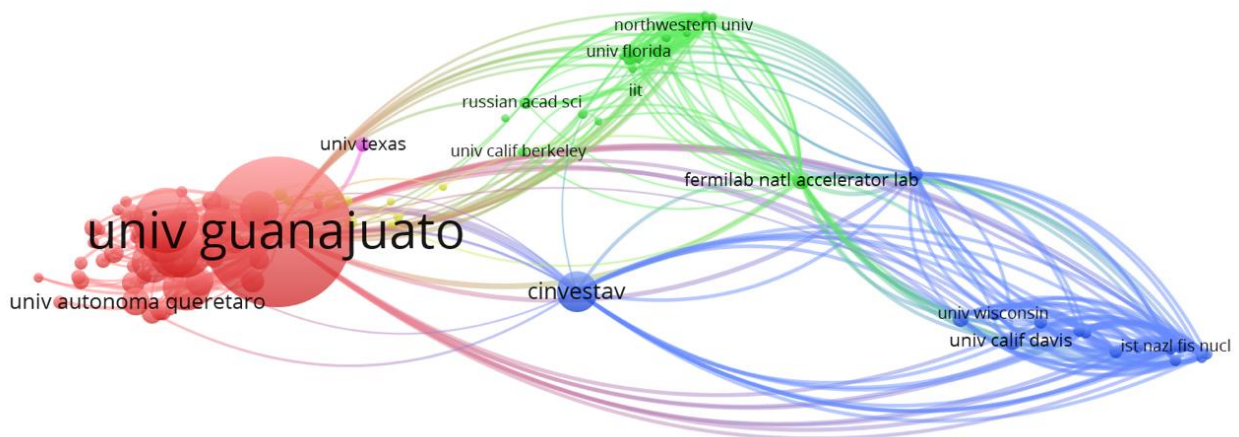 northwestern univ
univ florida
iit
russian acad sci
univ texas
univ calif berkeley
fermilab natl accelerator lab
univ guanajuato
cinvestav
univ autonoma queretaro
univ wisconsin
univ calif davis
ist nazl fis nucl